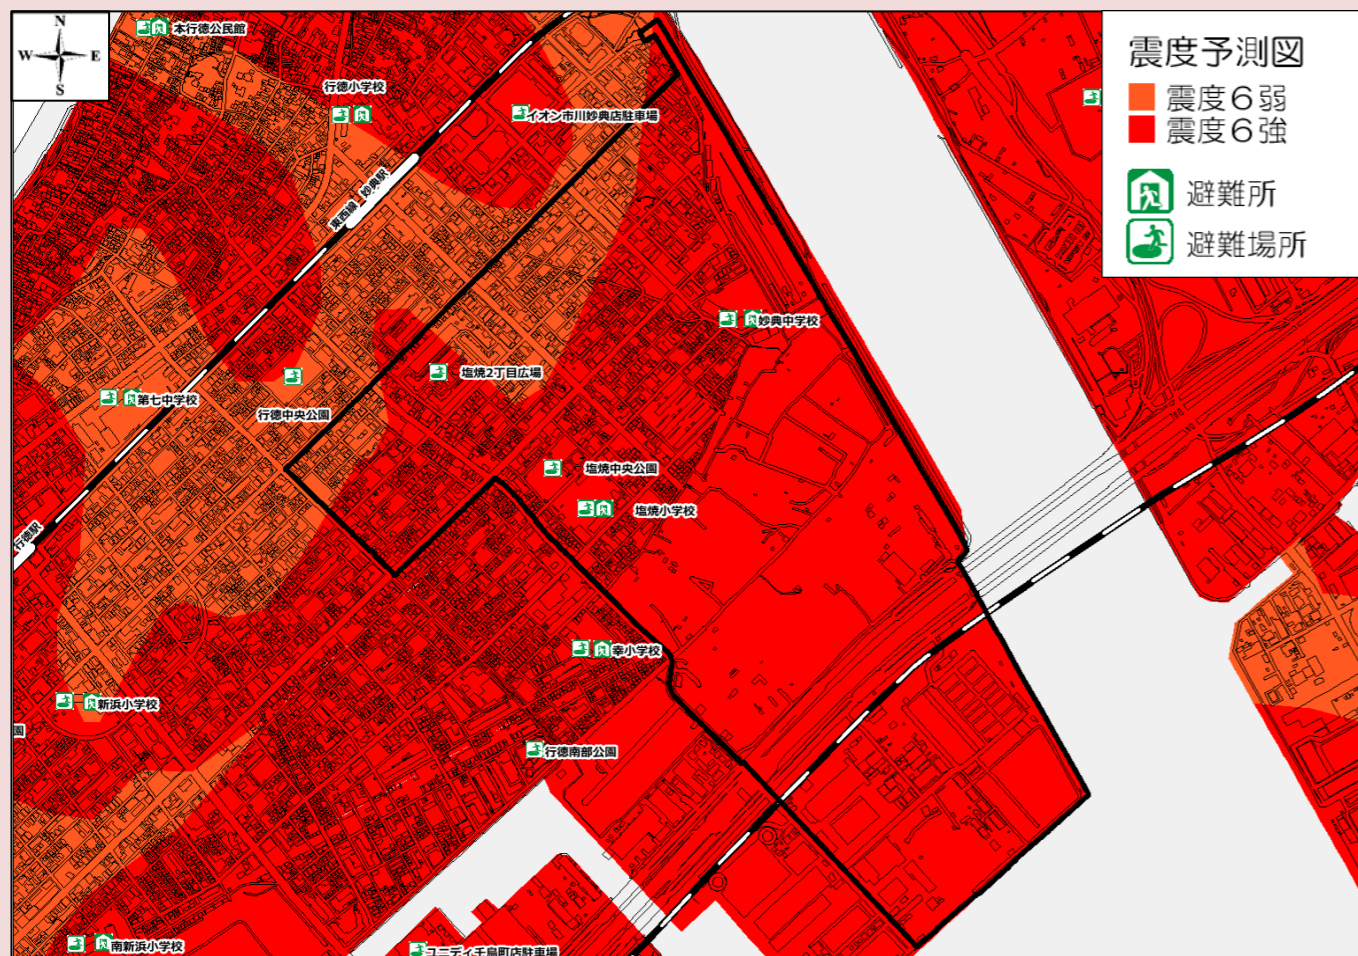 N
W E
S
本行徳公民館
行徳小学校
イオン市川妙典店駐車場
東西線 妙典駅
震度予測図
震度6弱
震度6強
避難所
避難場所
妙典中学校
塩焼2丁目広場
第七中学校
行徳中央公園
塩焼中央公園
塩焼小学校
行徳駅
幸小学校
新浜小学校
園
行徳南部公園
南新浜小学校
ユニディ千鳥町店駐車場